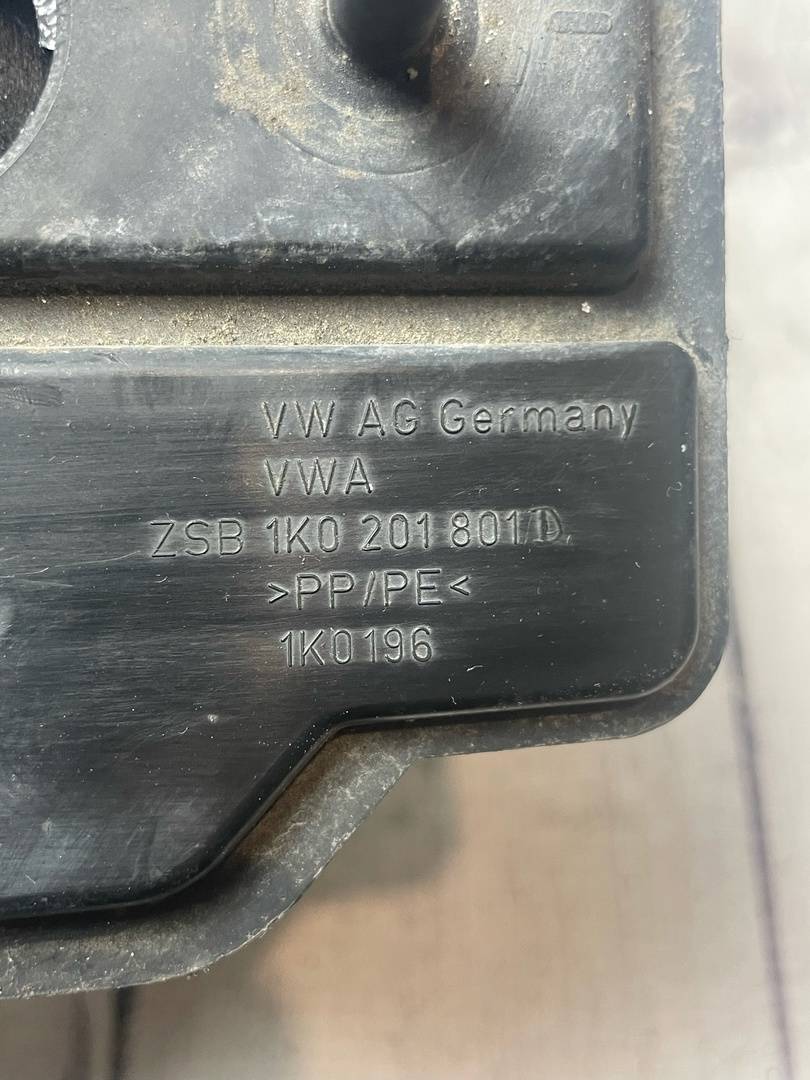 VW AG Germany
VWA
ZSB 1K0 201 801 D
>PP/PE<
1K0196